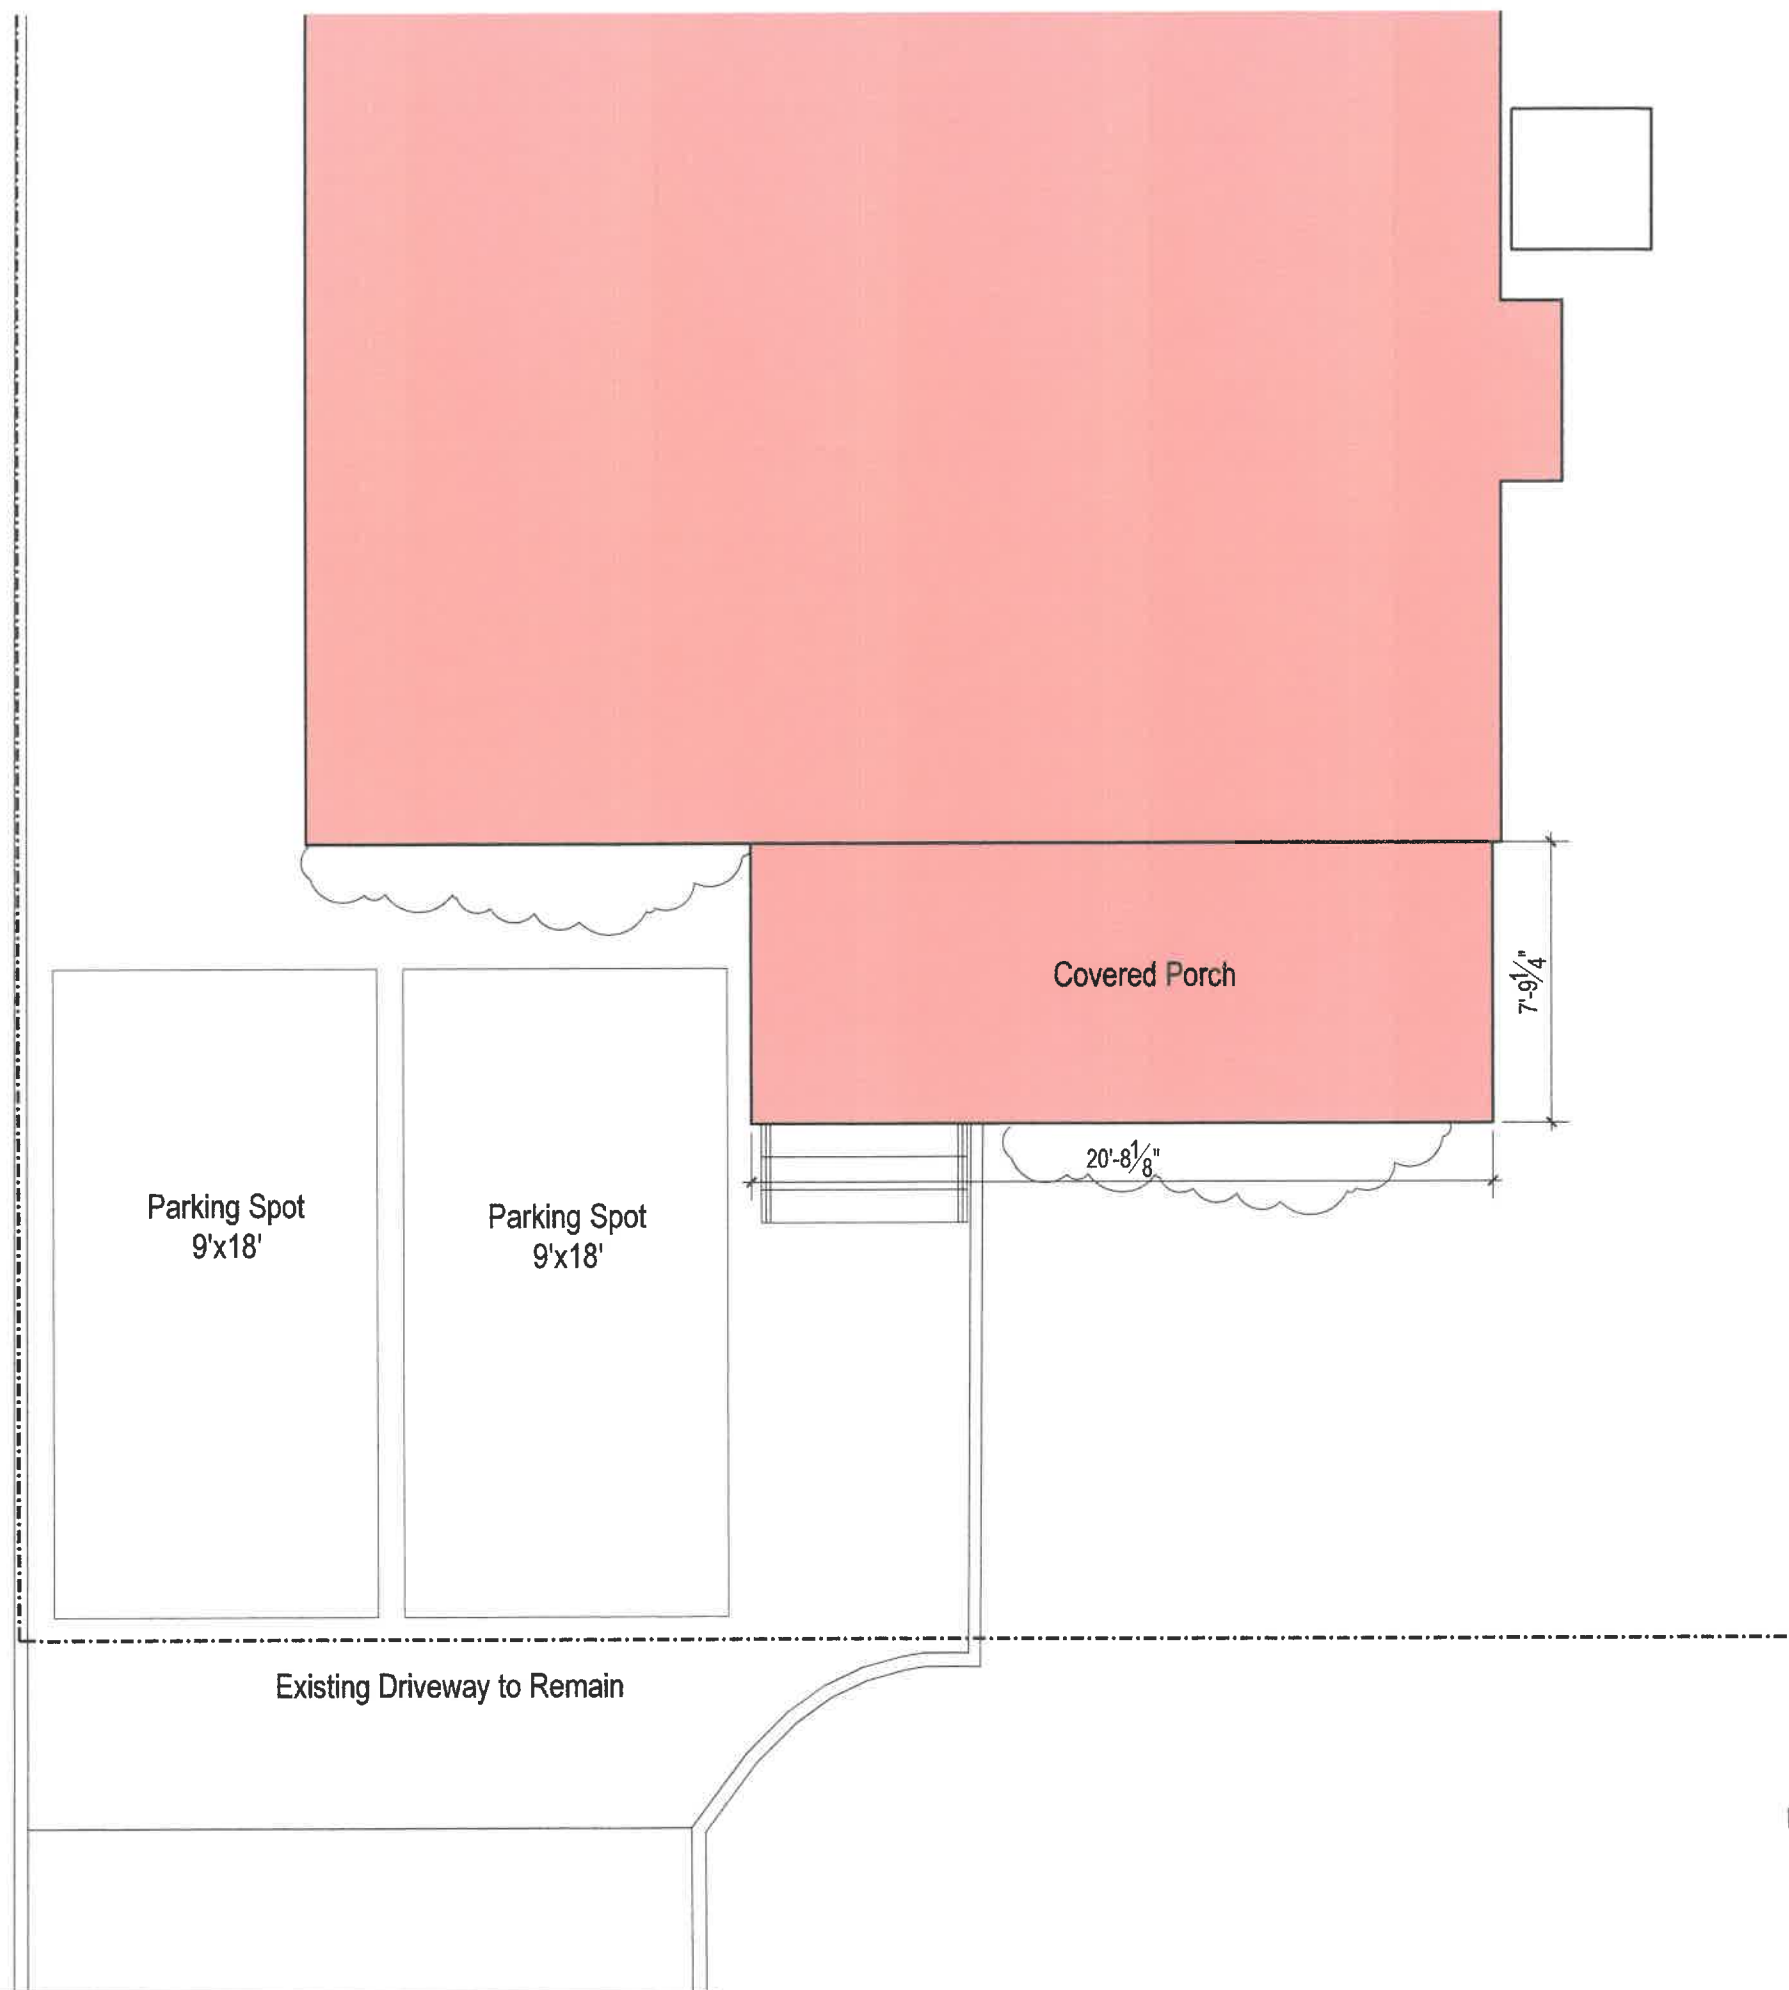 Covered Porch
7'-9 1/4"
20'-8 1/8"
Parking Spot
9'x18'
Parking Spot
9'x18'
Existing Driveway to Remain